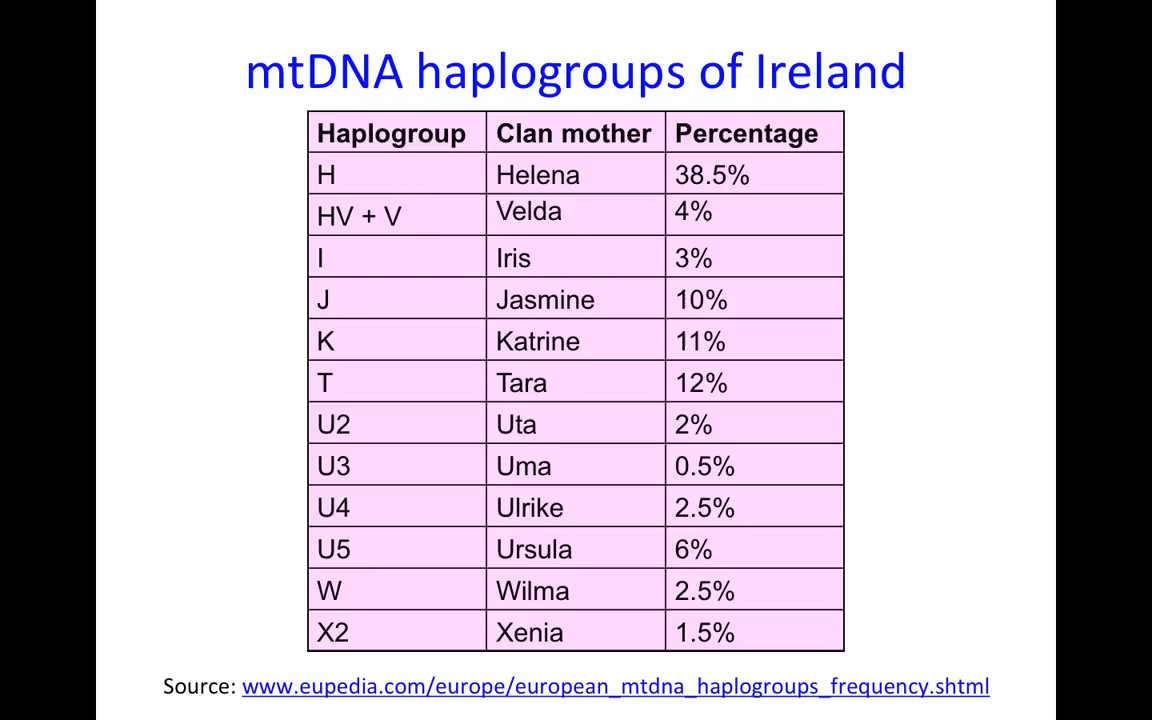 mtDNA haplogroups of Ireland
Haplogroup Clan mother Percentage
H Helena 38.5%
HV + V Velda 4%
I Iris 3%
J Jasmine 10%
K Katrine 11%
T Tara 12%
U2 Uta 2%
U3 Uma 0.5%
U4 Ulrike 2.5%
U5 Ursula 6%
W Wilma 2.5%
X2 Xenia 1.5%
Source: www.eupedia.com/europe/european_mtdna_haplogroups_frequency.shtml